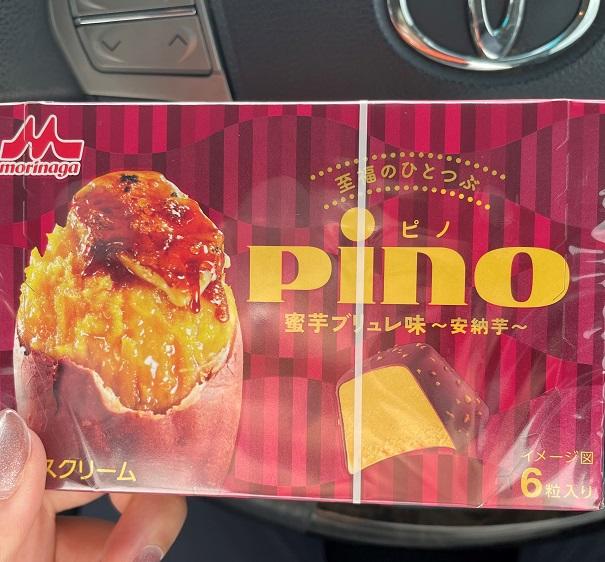 morinaga
至福のひとつぶ
ピノ
pino
蜜芋ブリュレ味～安納芋～
スクリーム
イメージ図
6粒入り